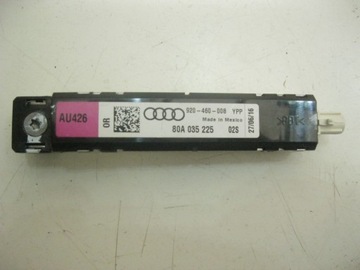 AU426
OR
920-460-008 YPP
Made in Mexico
80A 035 225 02S
27/06/16